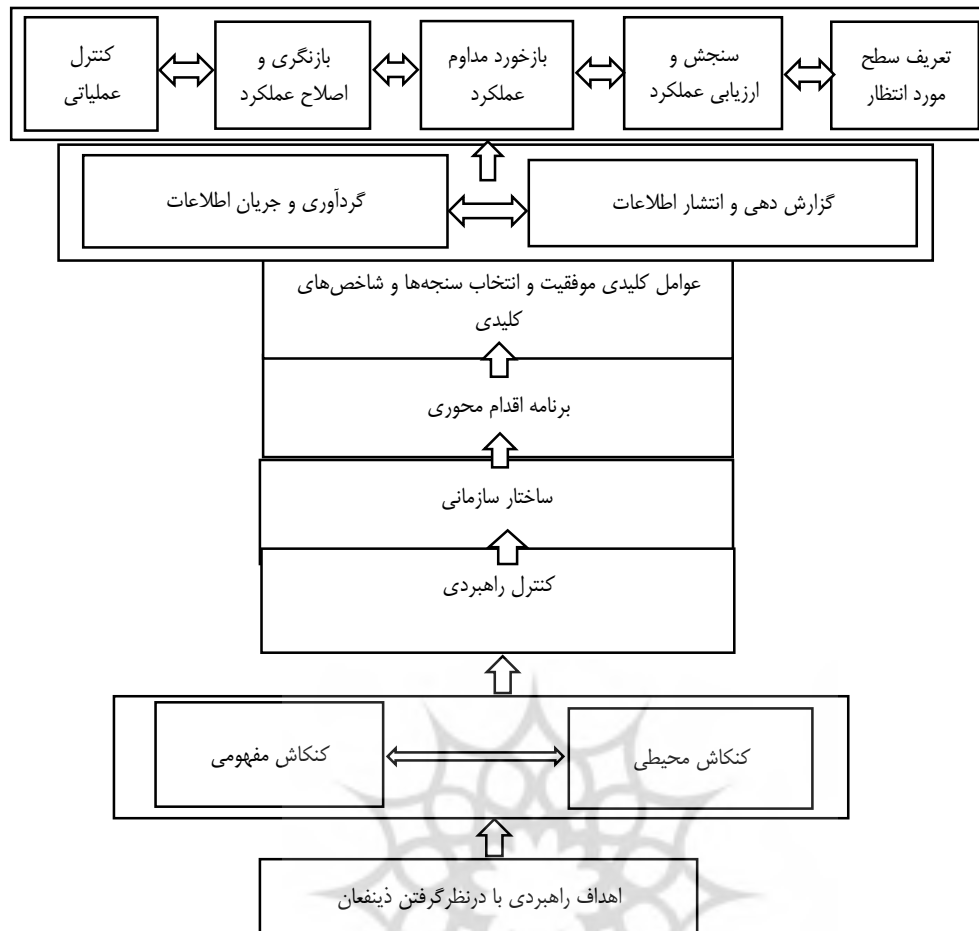 تعریف سطح
مورد انتظار
سنجش و
ارزیابی عملکرد
بازخورد مداوم
عملکرد
بازنگری و
اصلاح عملکرد
کنترل
عملیاتی
گزارش دهی و انتشار اطلاعات
گردآوری و جریان اطلاعات
عوامل کلیدی موفقیت و انتخاب سنجه‌ها و شاخص‌های
کلیدی
برنامه اقدام محوری
ساختار سازمانی
کنترل راهبردی
کنکاش محیطی
کنکاش مفهومی
اهداف راهبردی با درنظرگرفتن ذینفعان